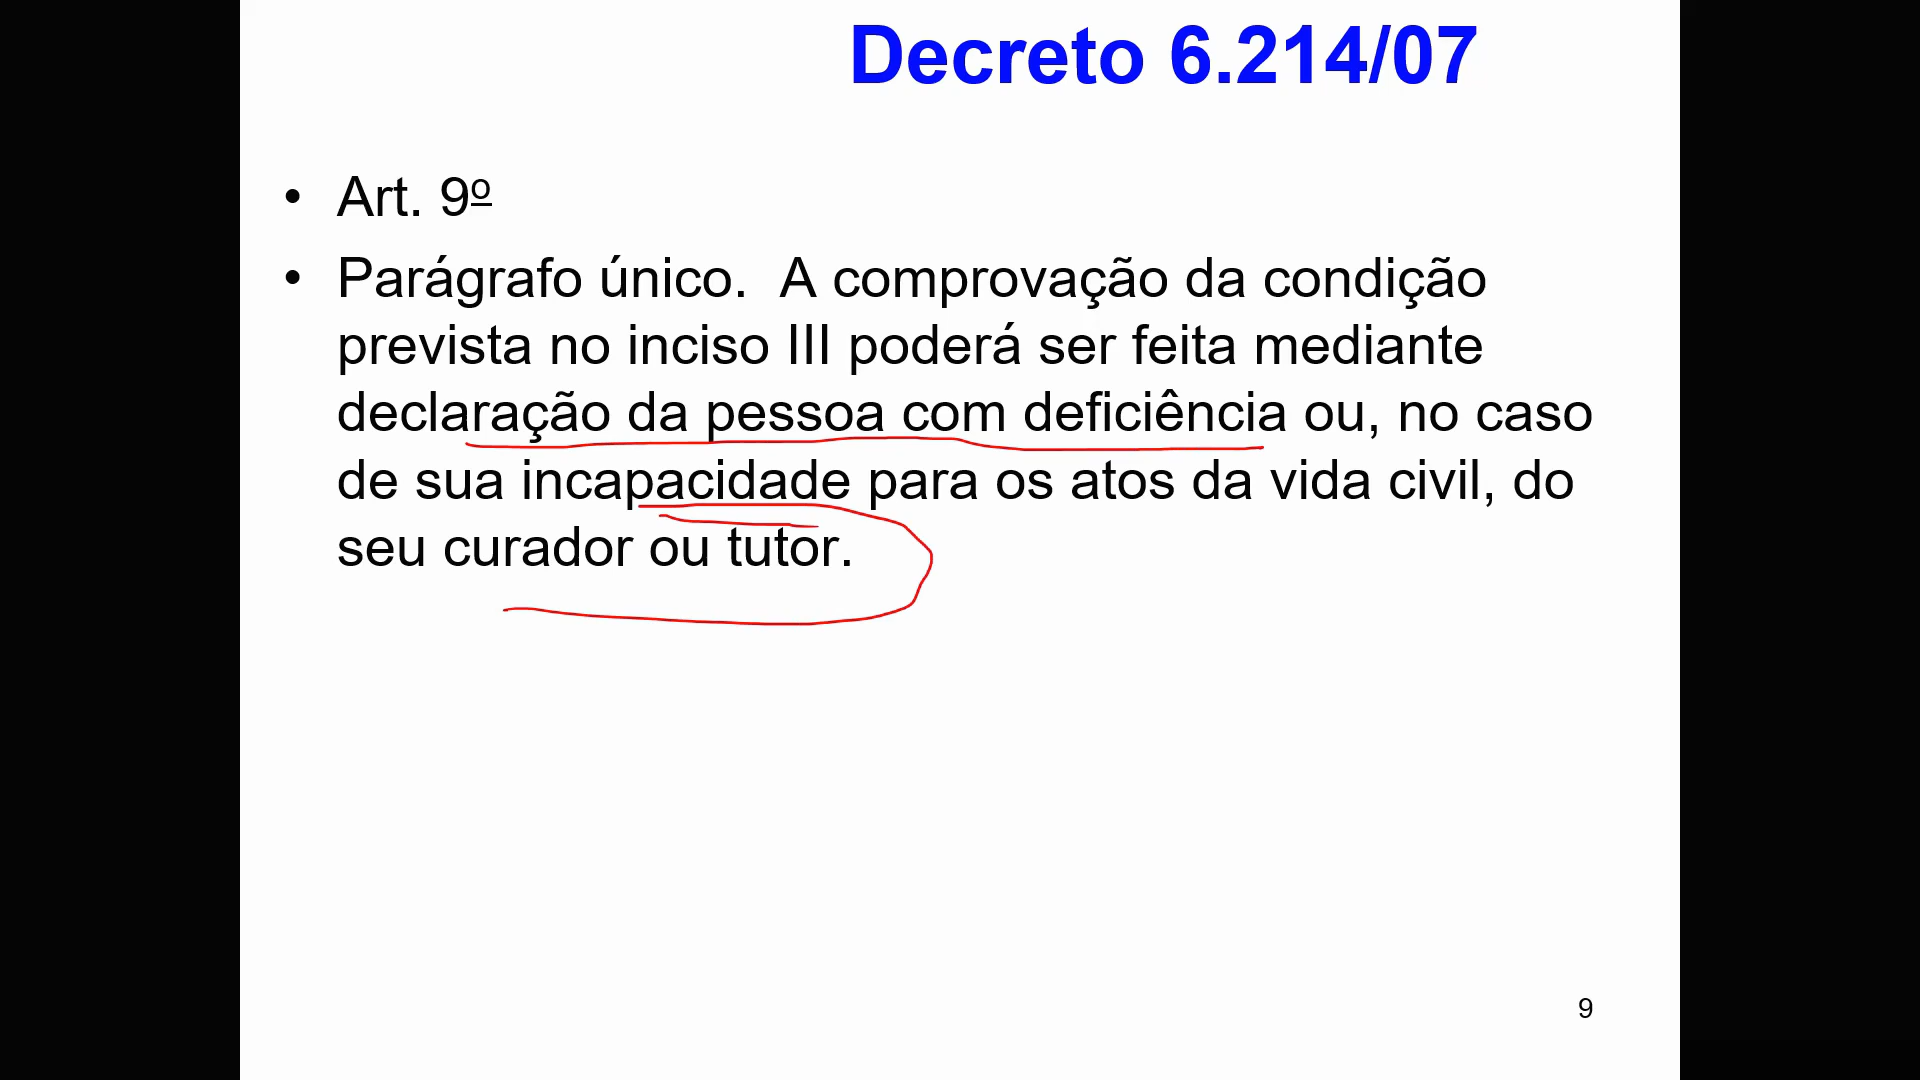 Decreto 6.214/07
• Art. 9º
• Parágrafo único.  A comprovação da condição
prevista no inciso III poderá ser feita mediante
declaração da pessoa com deficiência ou, no caso
de sua incapacidade para os atos da vida civil, do
seu curador ou tutor.
9